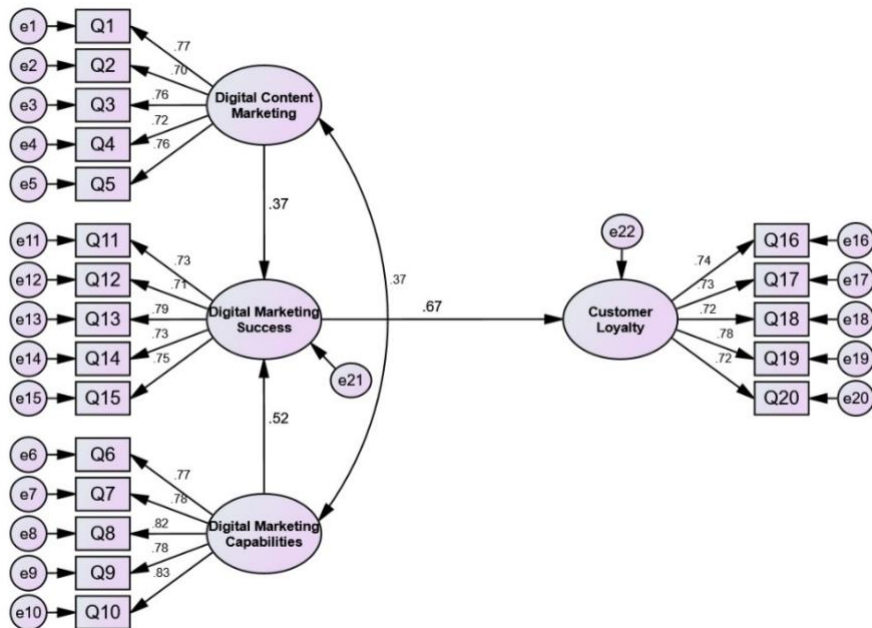 e1 Q1 .77
e2 Q2 .70
e3 Q3 .76
e4 Q4 .72
e5 Q5 .76
Digital Content
Marketing
.37
e11 Q11 .73
e12 Q12 .71
e13 Q13 .79
e14 Q14 .73
e15 Q15 .75
Digital Marketing
Success
e21
.67
.37
.52
e6 Q6 .77
e7 Q7 .78
e8 Q8 .82
e9 Q9 .78
e10 Q10 .83
Digital Marketing
Capabilities
e22
Customer
Loyalty
.74 Q16 e16
.73 Q17 e17
.72 Q18 e18
.78 Q19 e19
.72 Q20 e20